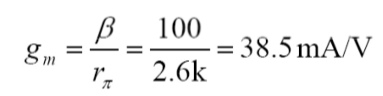 g_m = β/r_π = 100/2.6k = 38.5 mA/V